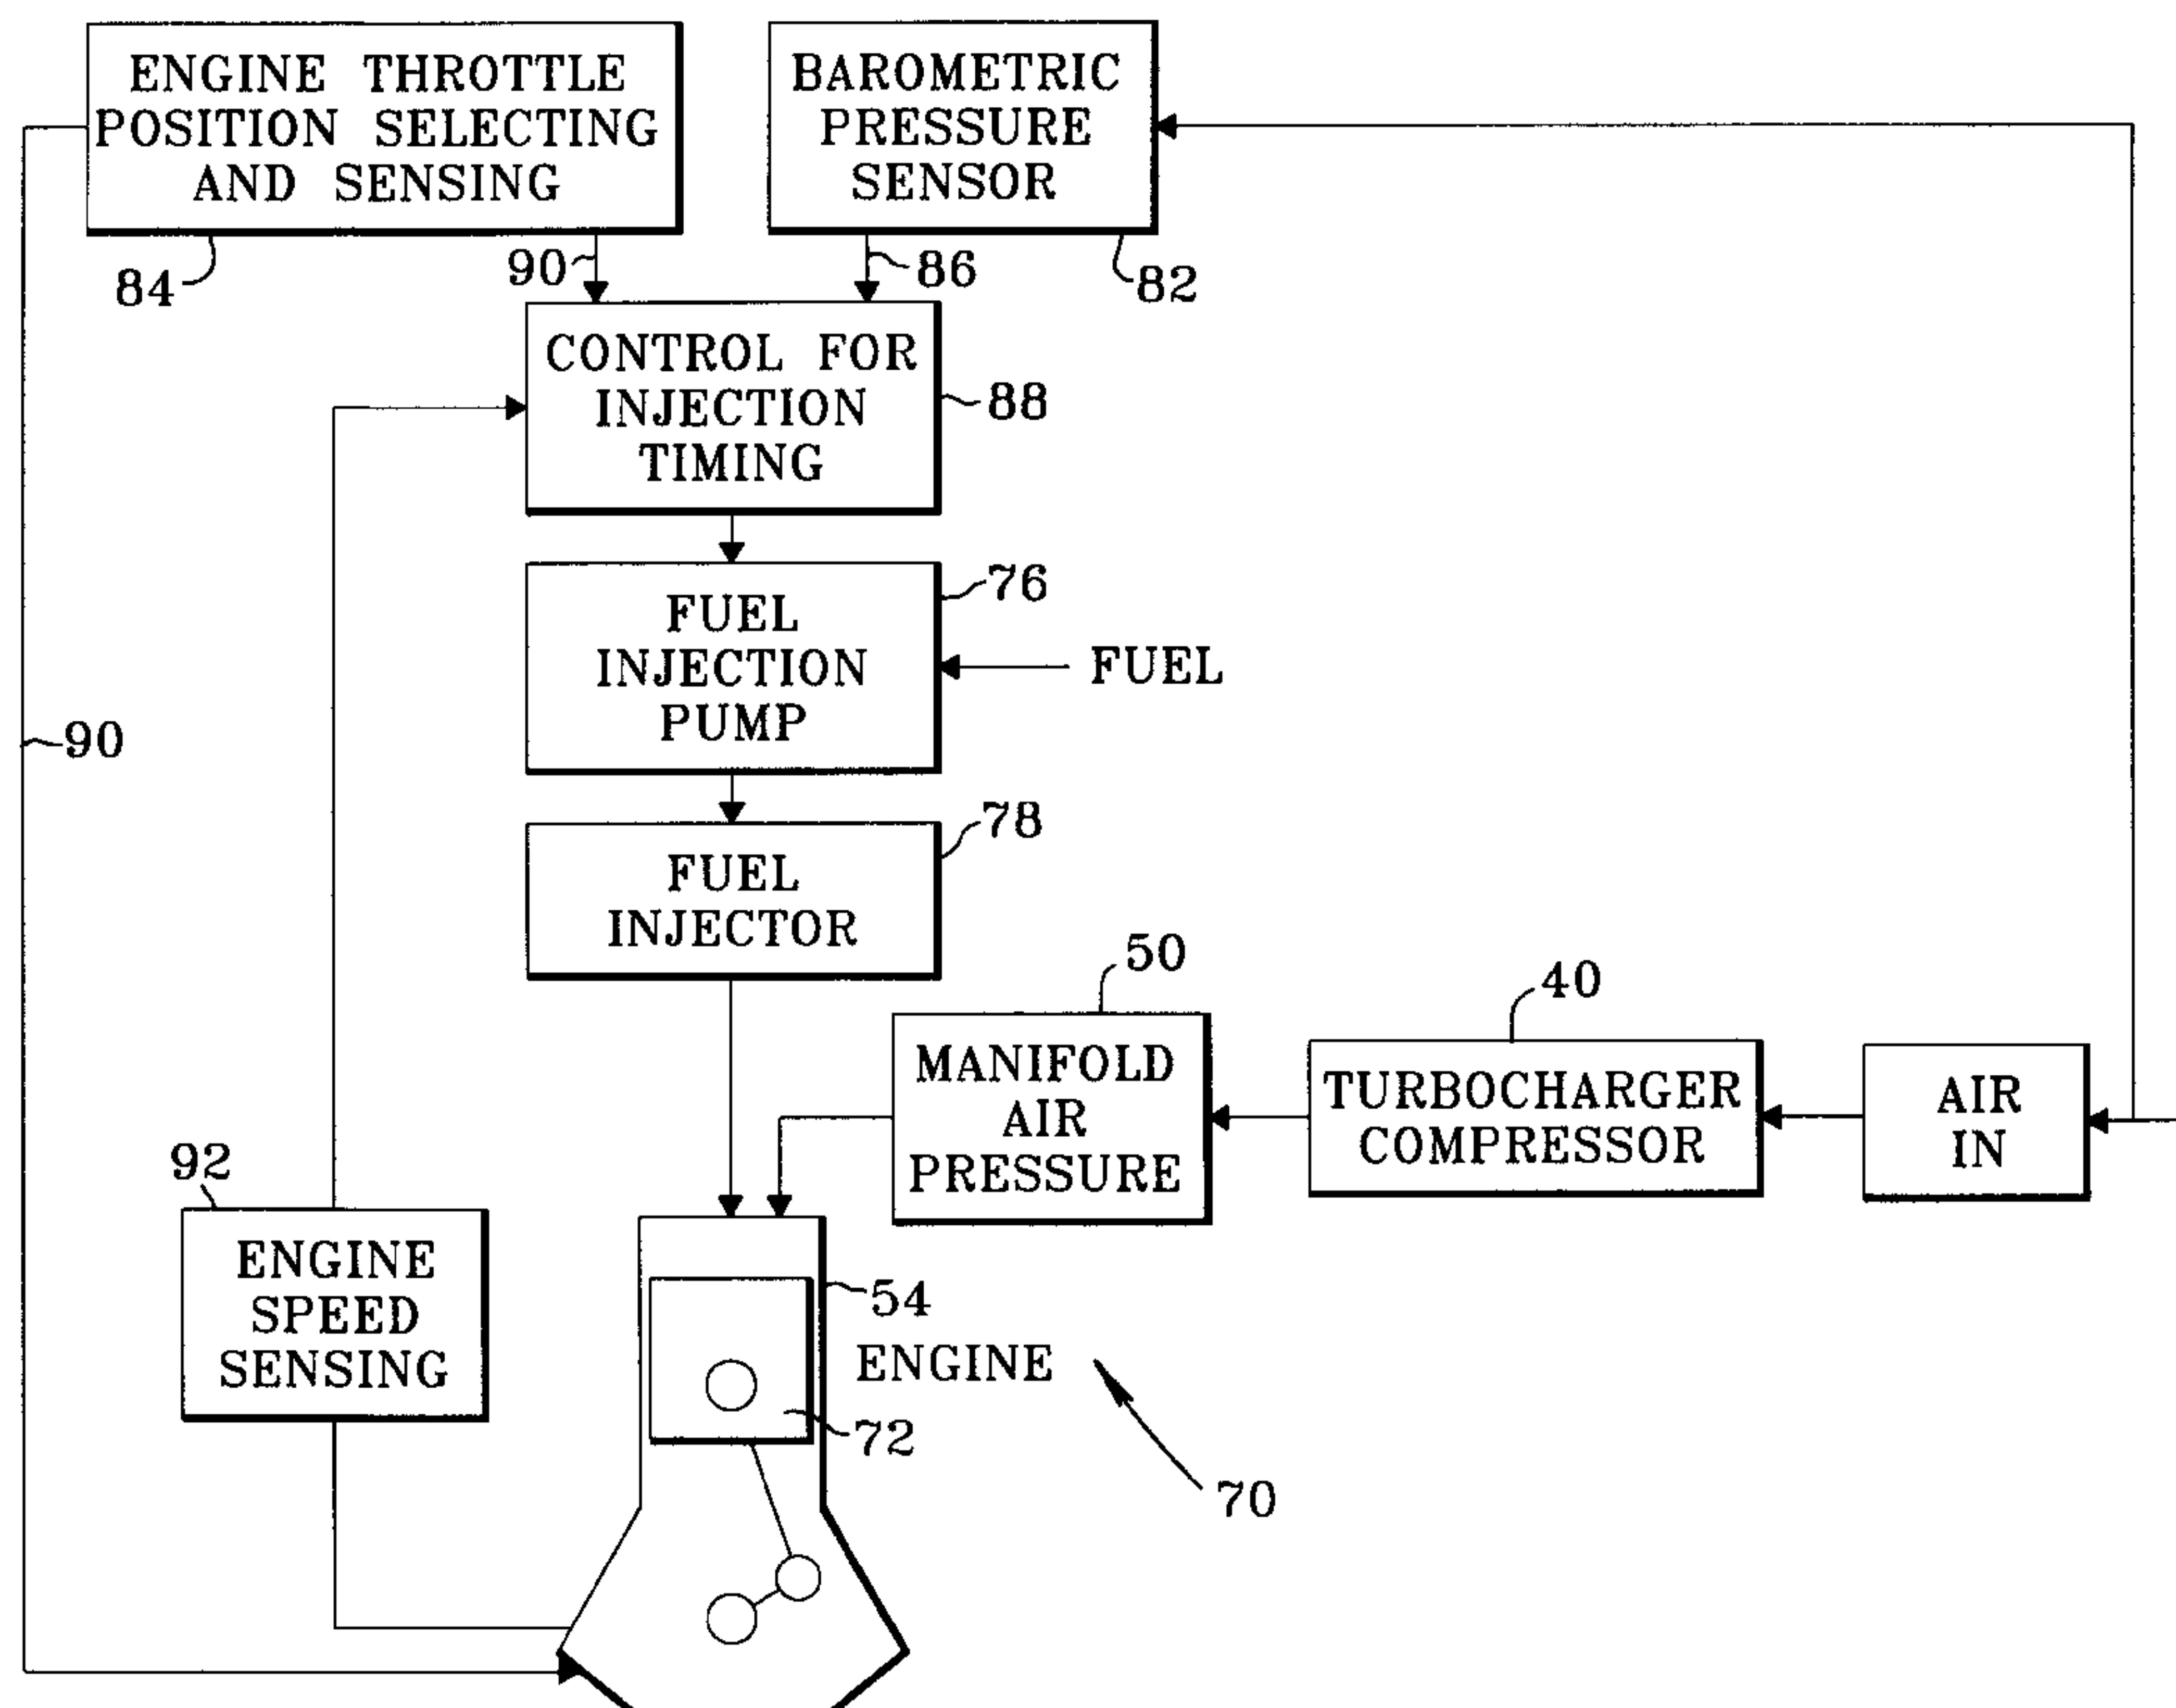 ENGINE THROTTLE
POSITION SELECTING
AND SENSING
BAROMETRIC
PRESSURE
SENSOR
84
90
86
82
CONTROL FOR
INJECTION
TIMING
88
FUEL
INJECTION
PUMP
76
FUEL
90
FUEL
INJECTOR
78
MANIFOLD
AIR
PRESSURE
50
TURBOCHARGER
COMPRESSOR
40
AIR
IN
92
ENGINE
SPEED
SENSING
54
ENGINE
72
70